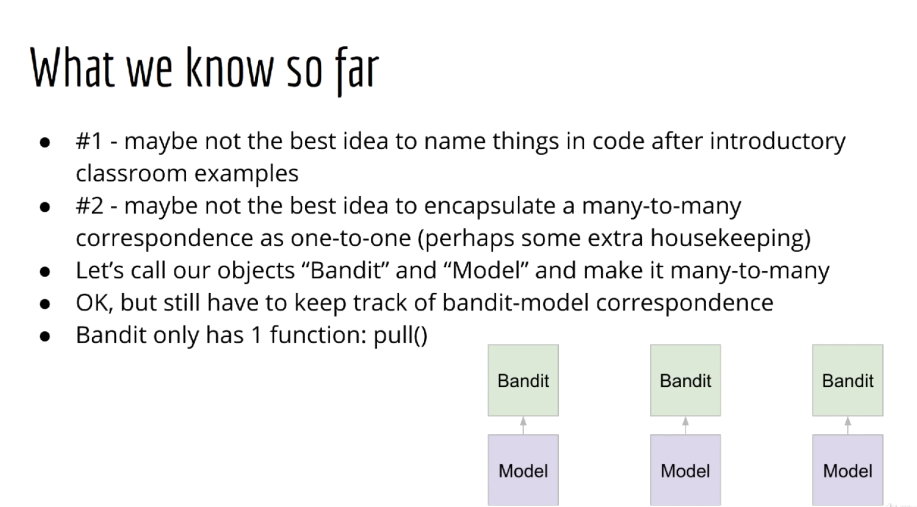 What we know so far
● #1 - maybe not the best idea to name things in code after introductory
classroom examples
● #2 - maybe not the best idea to encapsulate a many-to-many
correspondence as one-to-one (perhaps some extra housekeeping)
● Let's call our objects “Bandit” and “Model” and make it many-to-many
● OK, but still have to keep track of bandit-model correspondence
● Bandit only has 1 function: pull()
Bandit Bandit Bandit
Model Model Model